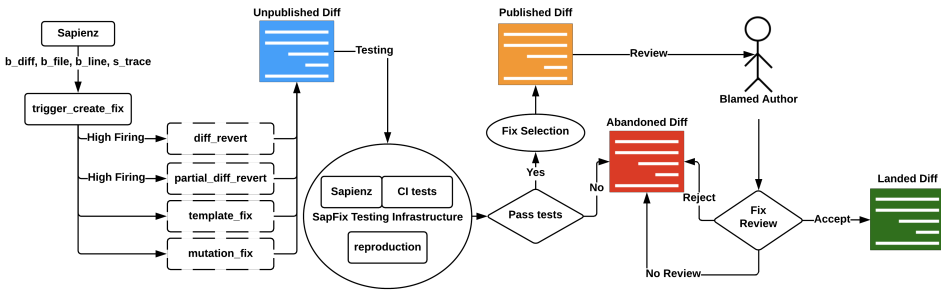 Sapienz
b_diff, b_file, b_line, s_trace
trigger_create_fix
High Firing
diff_revert
High Firing
partial_diff_revert
template_fix
mutation_fix
Unpublished Diff
Testing
Sapienz
CI tests
SapFix Testing Infrastructure
reproduction
Pass tests
Yes
No
Fix Selection
Published Diff
Review
Blamed Author
Abandoned Diff
Reject
No Review
Fix
Review
Accept
Landed Diff